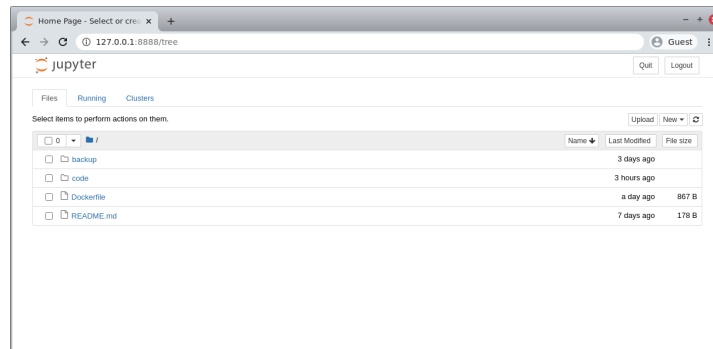 Home Page - Select or crea
127.0.0.1:8888/tree
Guest
jupyter
Quit
Logout
Files
Running
Clusters
Select items to perform actions on them.
Upload
New
0
/
Name
Last Modified
File size
backup
3 days ago
code
3 hours ago
Dockerfile
a day ago
867 B
README.md
7 days ago
178 B